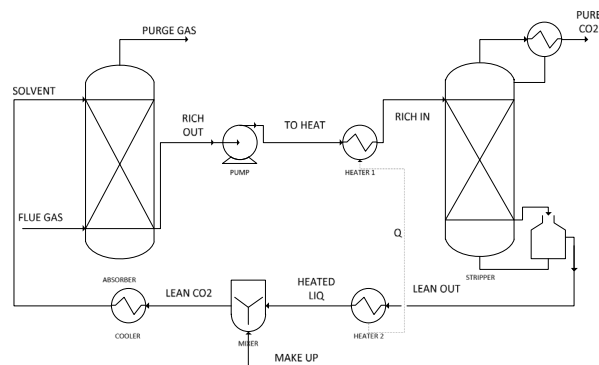 PURGE GAS
PURE
CO2
SOLVENT
RICH
OUT
TO HEAT
RICH IN
PUMP
HEATER 1
FLUE GAS
Q
ABSORBER
LEAN CO2
HEATED
LIQ
LEAN OUT
STRIPPER
COOLER
MIXER
HEATER 2
MAKE UP